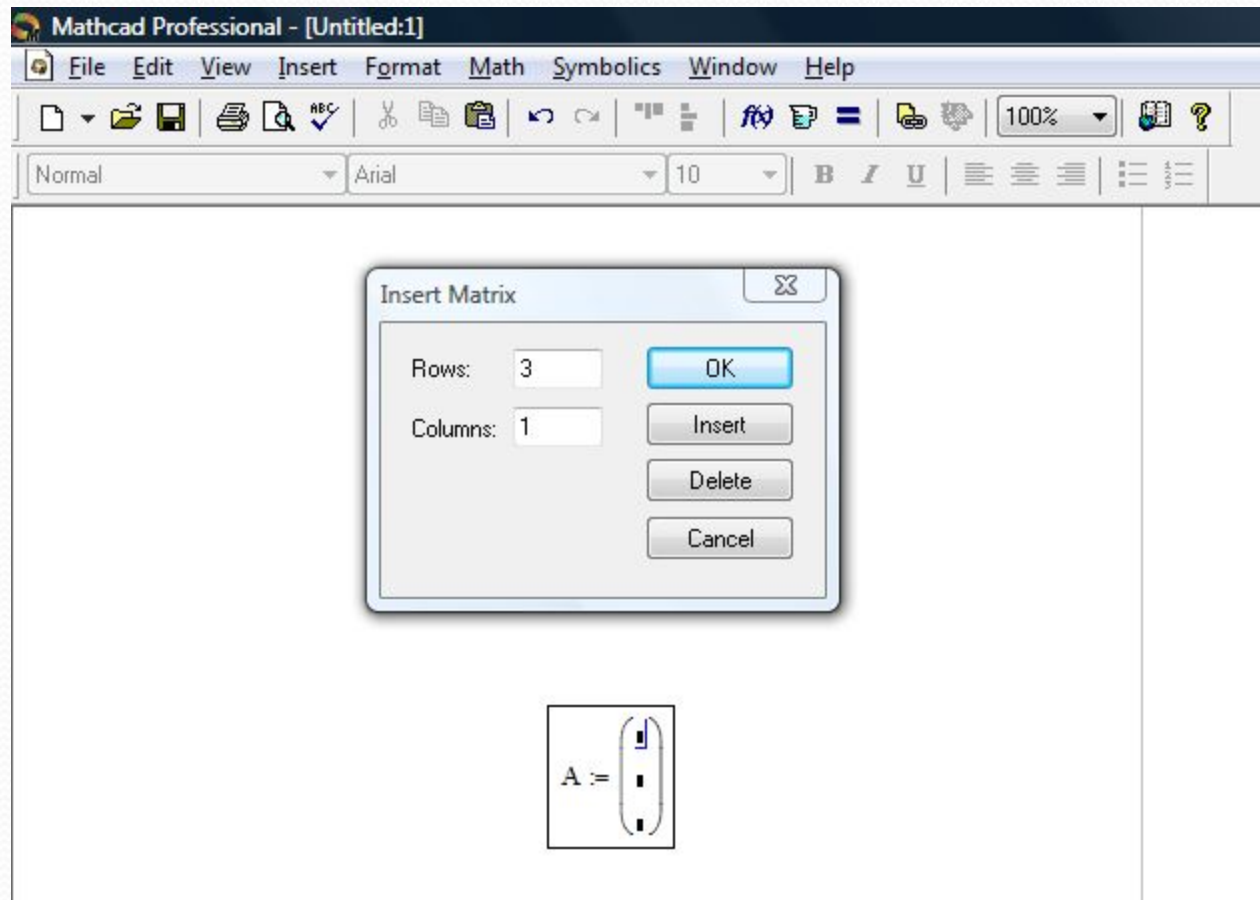 Mathcad Professional - [Untitled:1]
File Edit View Insert Format Math Symbolics Window Help
ABC f(x) = 100% ?
Normal Arial 10 B I U
Insert Matrix
Rows: 3 OK
Columns: 1 Insert
Delete
Cancel
A :=